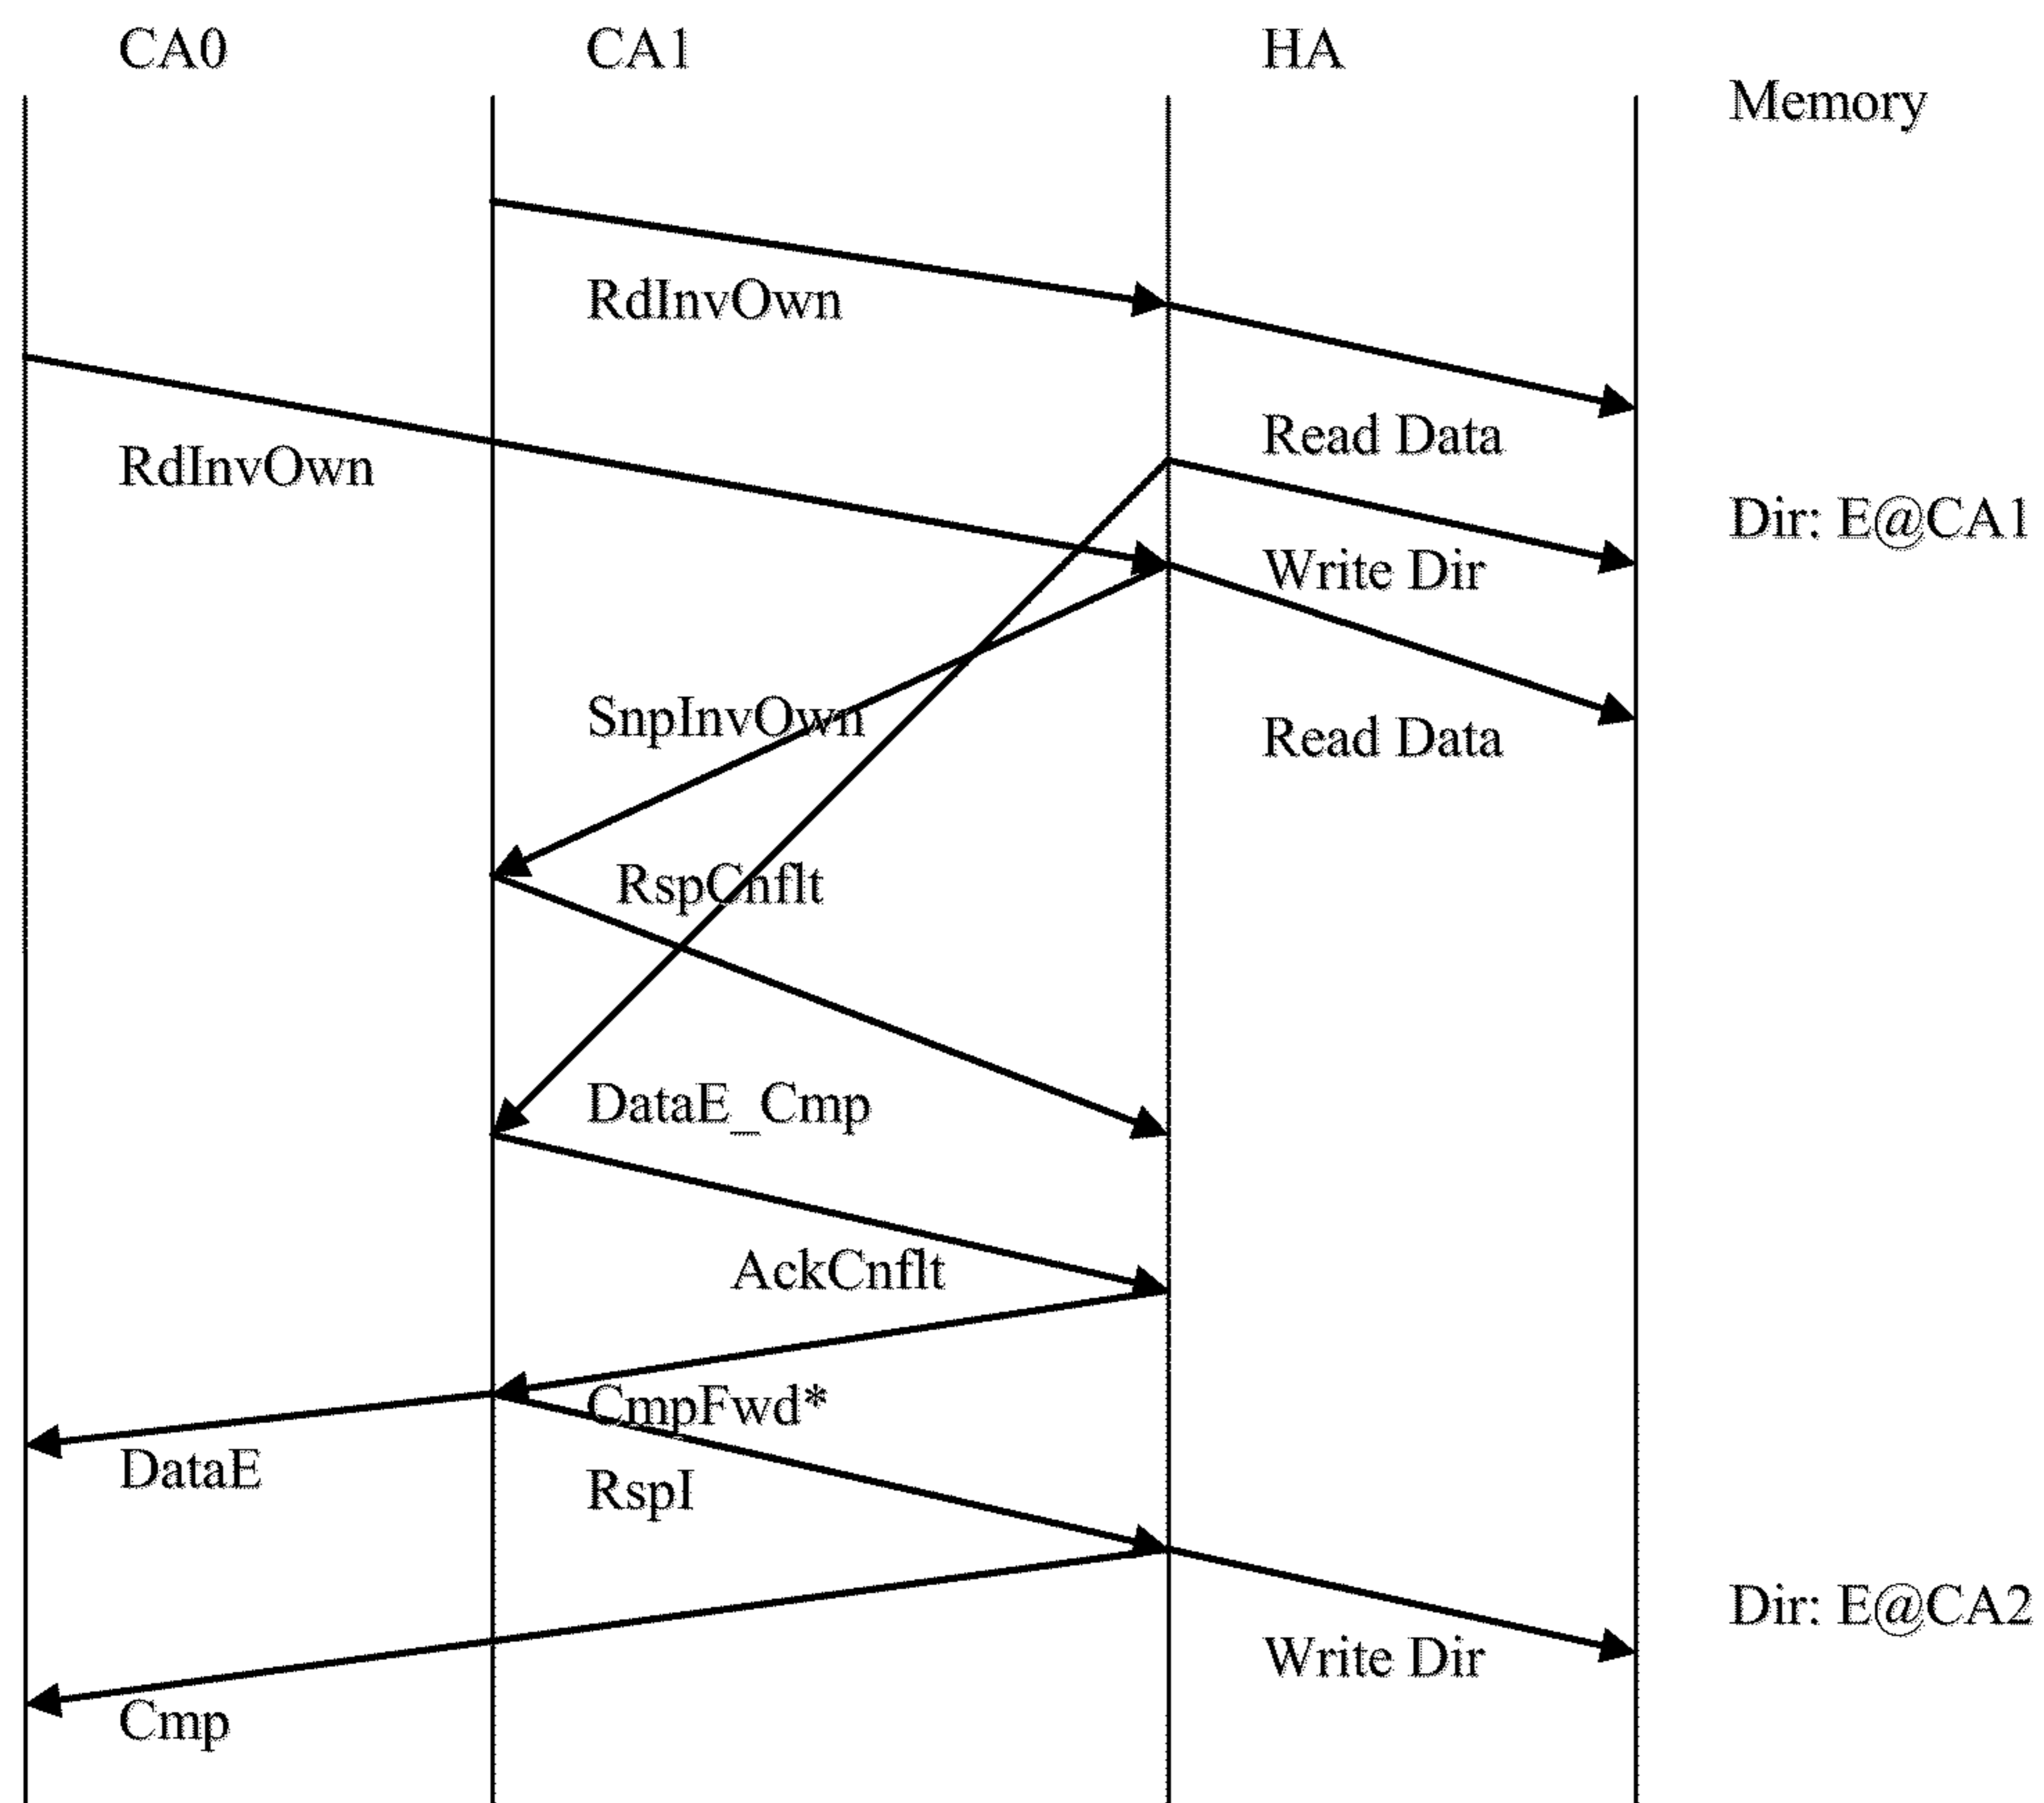 CA0
CA1
HA
Memory
RdInvOwn
Read Data
RdInvOwn
Dir: E@CA1
Write Dir
SnpInvOwn
Read Data
RspCnflt
DataE_Cmp
AckCnflt
CmpFwd*
DataE
RspI
Dir: E@CA2
Write Dir
Cmp